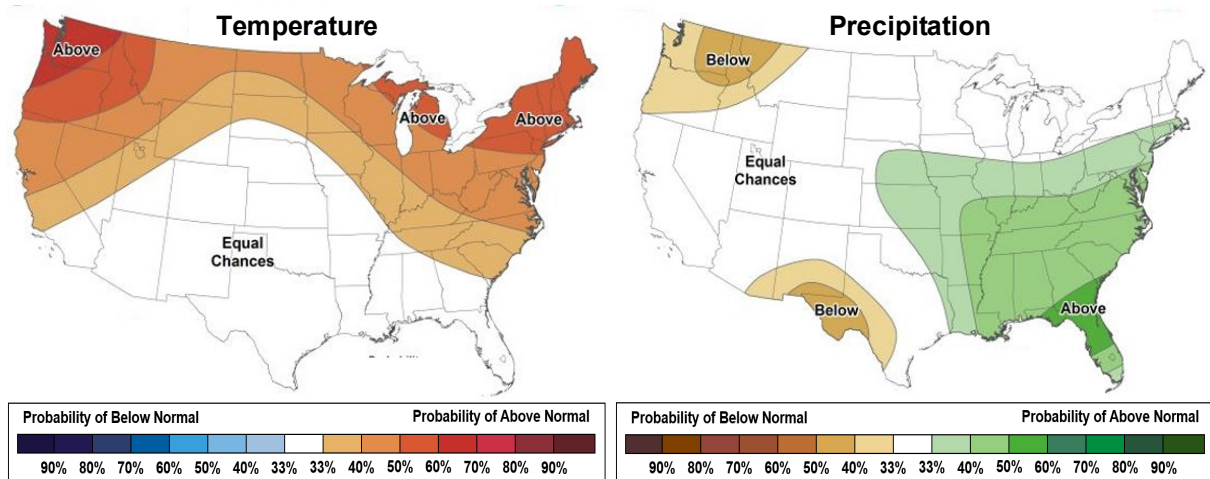 Temperature
Above
Above
Above
Equal
Chances
Probability of Below Normal
Probability of Above Normal
90% 80% 70% 60% 50% 40% 33% 33% 40% 50% 60% 70% 80% 90%
Precipitation
Below
Equal
Chances
Below
Above
Probability of Below Normal
Probability of Above Normal
90% 80% 70% 60% 50% 40% 33% 33% 40% 50% 60% 70% 80% 90%